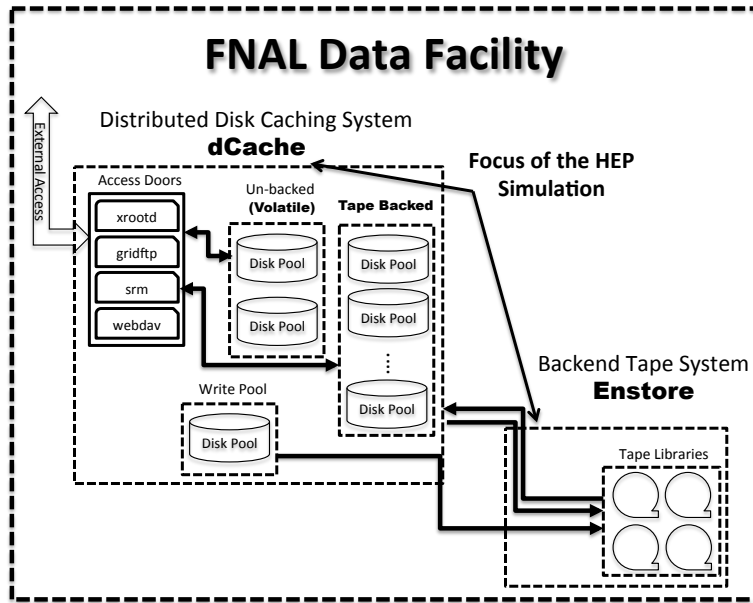 FNAL Data Facility
External Access
Distributed Disk Caching System
dCache
Focus of the HEP
Simulation
Access Doors
xrootd
gridftp
srm
webdav
Un-backed
(Volatile)
Disk Pool
Disk Pool
Tape Backed
Disk Pool
Disk Pool
Disk Pool
Write Pool
Disk Pool
Backend Tape System
Enstore
Tape Libraries